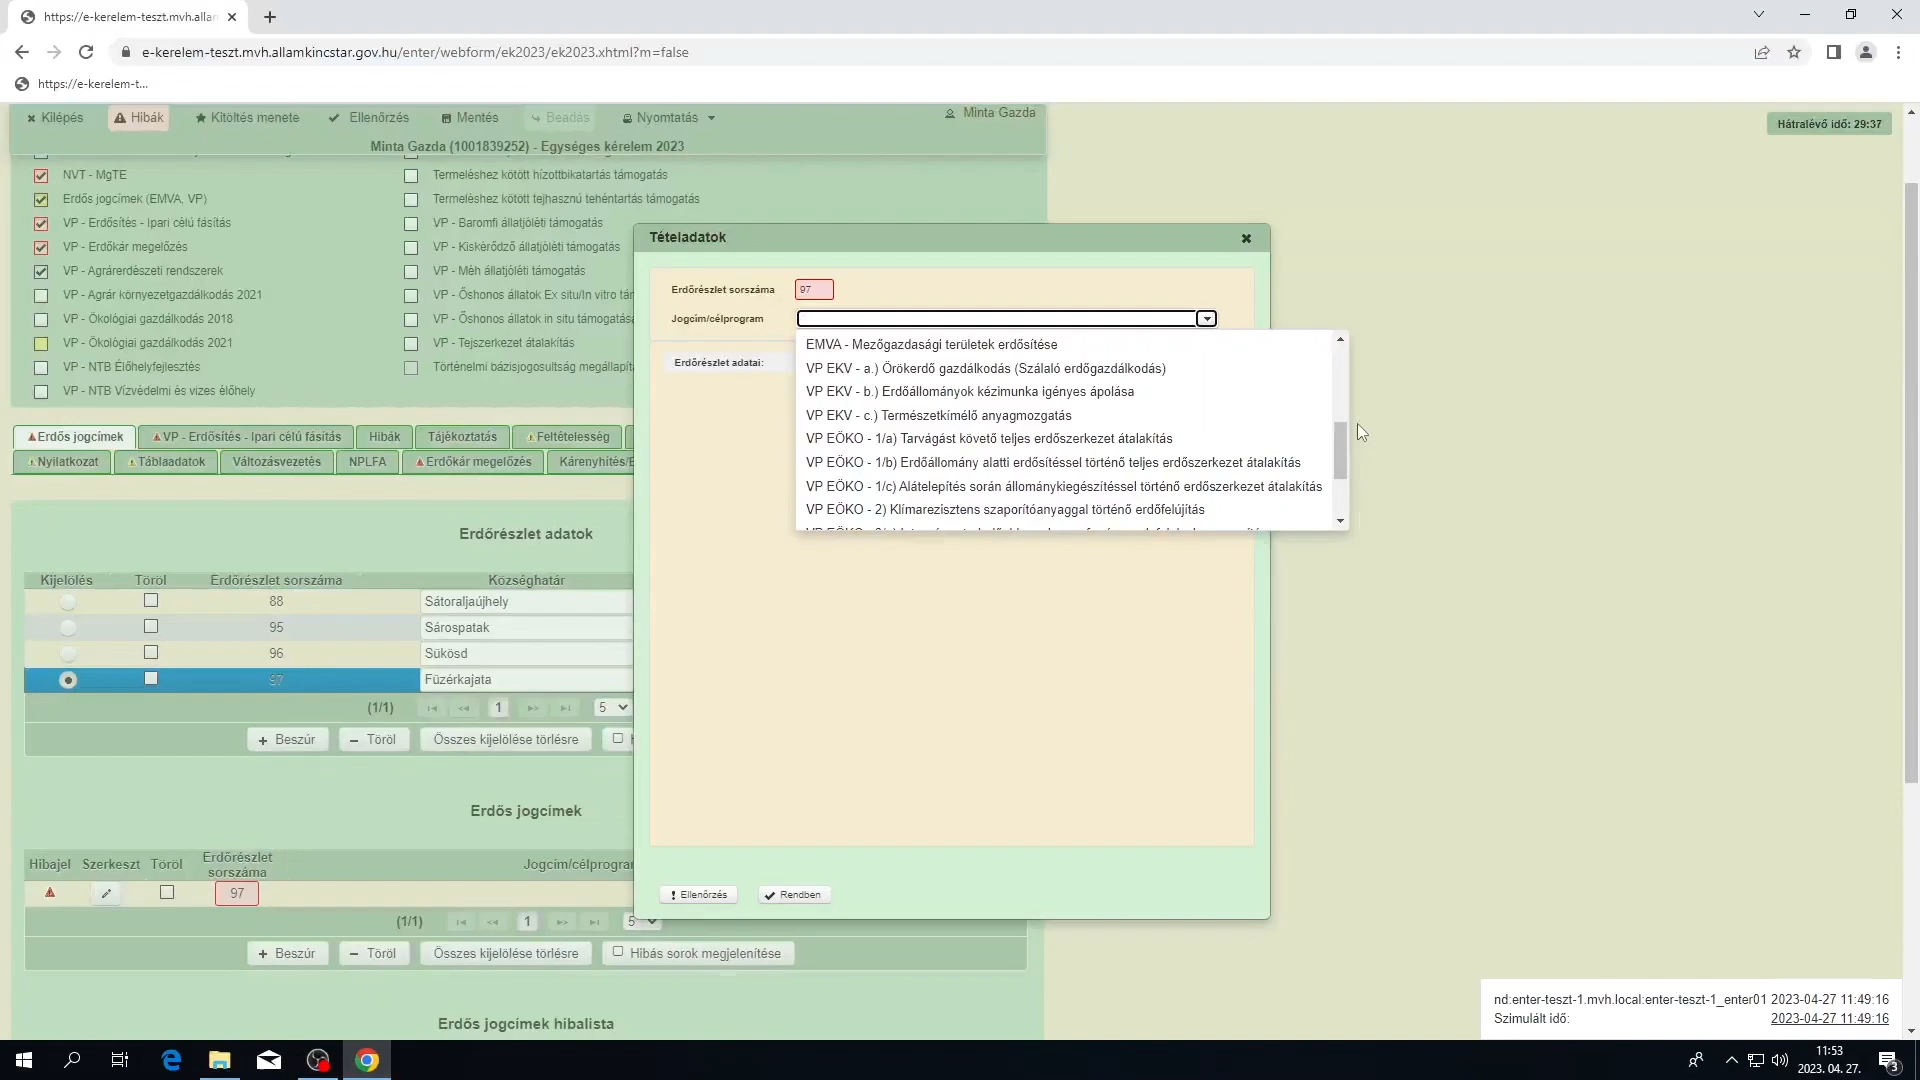 https://e-kerelem-teszt.mvh.allam
e-kerelem-teszt.mvh.allamkincstar.gov.hu/enter/webform/ek2023/ek2023.xhtml?m=false
https://e-kerelem-t...
Kilépés Hibák Kitöltés menete Ellenőrzés Mentés Beadás Nyomtatás Minta Gazda
Hátralévő idő: 29:37
Minta Gazda (1001839252) - Egységes kérelem 2023
NVT - MgTE
Termeléshez kötött hízottbikatartás támogatás
Erdős jogcímek (EMVA, VP)
Termeléshez kötött tejhasznú tehéntartás támogatás
VP - Erdősítés - Ipari célú fásítás
VP - Baromfi állatjóléti támogatás
VP - Erdőkár megelőzés
VP - Kiskérődző állatjóléti támogatás
VP - Agrárerdészeti rendszerek
VP - Méh állatjóléti támogatás
VP - Agrár környezetgazdálkodás 2021
VP - Őshonos állatok Ex situ/In vitro tár
VP - Ökológiai gazdálkodás 2018
VP - Őshonos állatok in situ támogatás
VP - Ökológiai gazdálkodás 2021
VP - Tejszerkezet átalakítás
VP - NTB Élőhelyfejlesztés
Történelmi bázisjogosultság megállapít
VP - NTB Vízvédelmi és vizes élőhely
Tételadatok
Erdőrészlet sorszáma 97
Jogcím/célprogram
Erdőrészlet adatai:
EMVA - Mezőgazdasági területek erdősítése
VP EKV - a.) Örökerdő gazdálkodás (Szálaló erdőgazdálkodás)
VP EKV - b.) Erdőállományok kézimunka igényes ápolása
VP EKV - c.) Természetkímélő anyagmozgatás
VP EÖKO - 1/a) Tarvágást követő teljes erdőszerkezet átalakítás
VP EÖKO - 1/b) Erdőállomány alatti erdősítéssel történő teljes erdőszerkezet átalakítás
VP EÖKO - 1/c) Alátelepítés során állománykiegészítéssel történő erdőszerkezet átalakítás
VP EÖKO - 2) Klímarezisztens szaporítóanyaggal történő erdőfelújítás
Ellenőrzés Rendben
Erdős jogcímek VP - Erdősítés - Ipari célú fásítás Hibák Tájékoztatás Feltételesség
Nyilatkozat Táblaadatok Változásvezetés NPLFA Erdőkár megelőzés Kárenyhítés/E
Erdőrészlet adatok
Kijelölés Töröl Erdőrészlet sorszáma Községhatár
88 Sátoraljaújhely
95 Sárospatak
96 Sükösd
97 Füzérkajata
(1/1) 1 5
Beszúr Töröl Összes kijelölése törlésre
Erdős jogcímek
Hibajel Szerkeszt Töröl Erdőrészlet sorszáma Jogcím/célprogram
97
(1/1) 1 5
Beszúr Töröl Összes kijelölése törlésre Hibás sorok megjelenítése
Erdős jogcímek hibalista
nd:enter-teszt-1.mvh.local:enter-teszt-1_enter01 2023-04-27 11:49:16
Szimulált idő: 2023-04-27 11:49:16
11:53
2023. 04. 27.
3